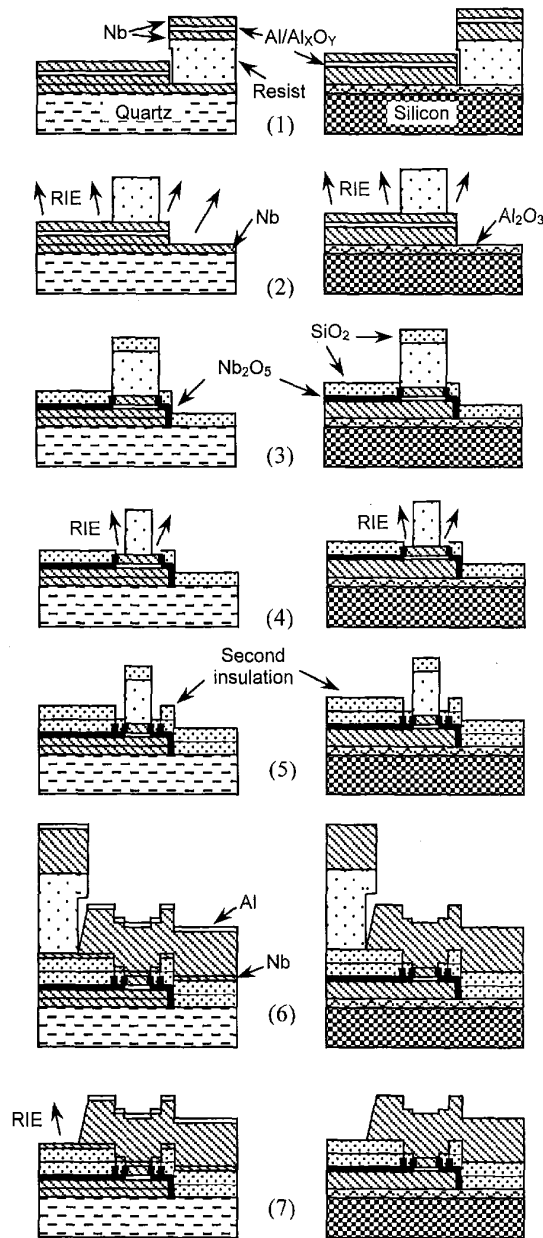 Nb
Al/AlXOY
Resist
Quartz
Silicon
(1)
RIE
RIE
Al2O3
Nb
(2)
SiO2
Nb2O5
(3)
RIE
RIE
(4)
Second
insulation
(5)
Al
Nb
(6)
RIE
(7)